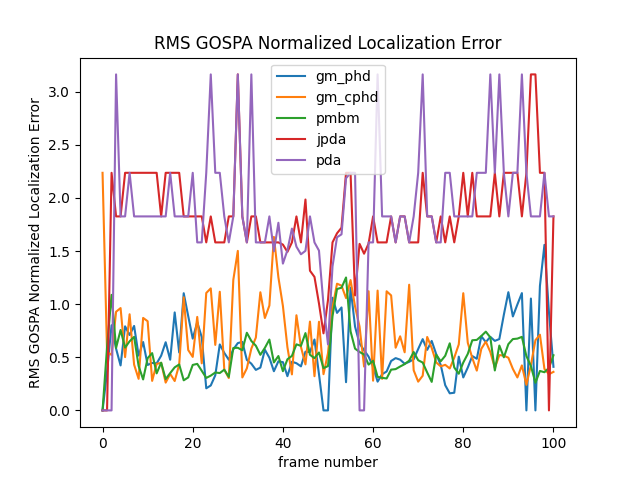 RMS GOSPA Normalized Localization Error
RMS GOSPA Normalized Localization Error
3.0
2.5
2.0
1.5
1.0
0.5
0.0
gm_phd
gm_cphd
pmbm
jpda
pda
0 20 40 60 80 100
frame number